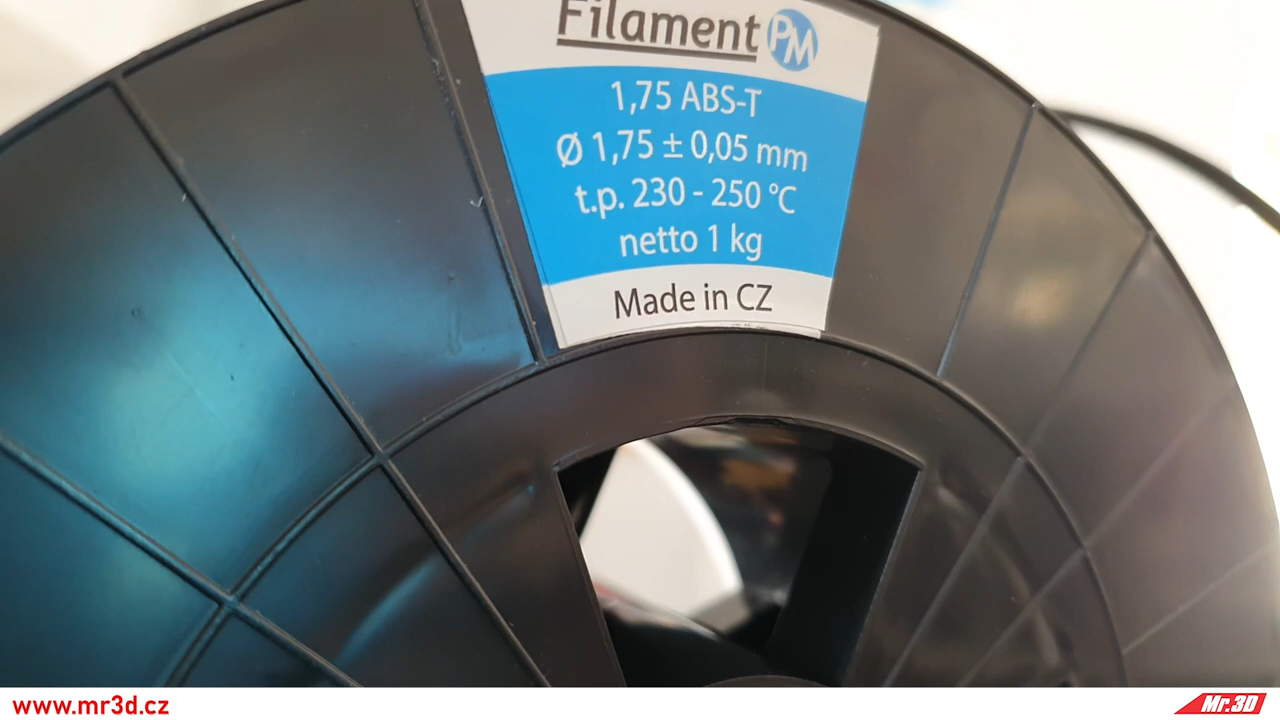 Filament PM
1,75 ABS-T
Ø 1,75 ± 0,05 mm
t.p. 230 - 250 °C
netto 1 kg
Made in CZ
www.mr3d.cz
Mr.3D